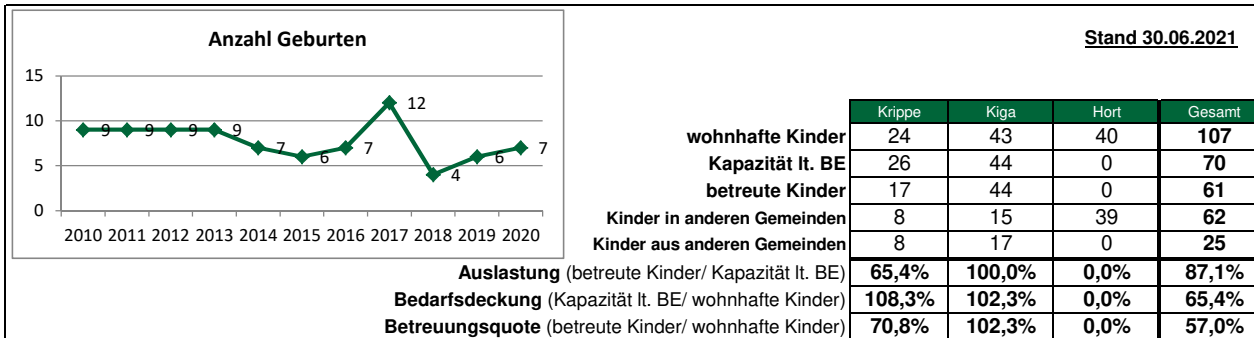 Anzahl Geburten
Stand 30.06.2021
15
10
5
0
9 9 9 9 7 6 7 12 4 6 7
2010 2011 2012 2013 2014 2015 2016 2017 2018 2019 2020
Krippe Kiga Hort Gesamt
wohnhafte Kinder 24 43 40 107
Kapazität lt. BE 26 44 0 70
betreute Kinder 17 44 0 61
Kinder in anderen Gemeinden 8 15 39 62
Kinder aus anderen Gemeinden 8 17 0 25
Auslastung (betreute Kinder/ Kapazität lt. BE) 65,4% 100,0% 0,0% 87,1%
Bedarfsdeckung (Kapazität lt. BE/ wohnhafte Kinder) 108,3% 102,3% 0,0% 65,4%
Betreuungsquote (betreute Kinder/ wohnhafte Kinder) 70,8% 102,3% 0,0% 57,0%